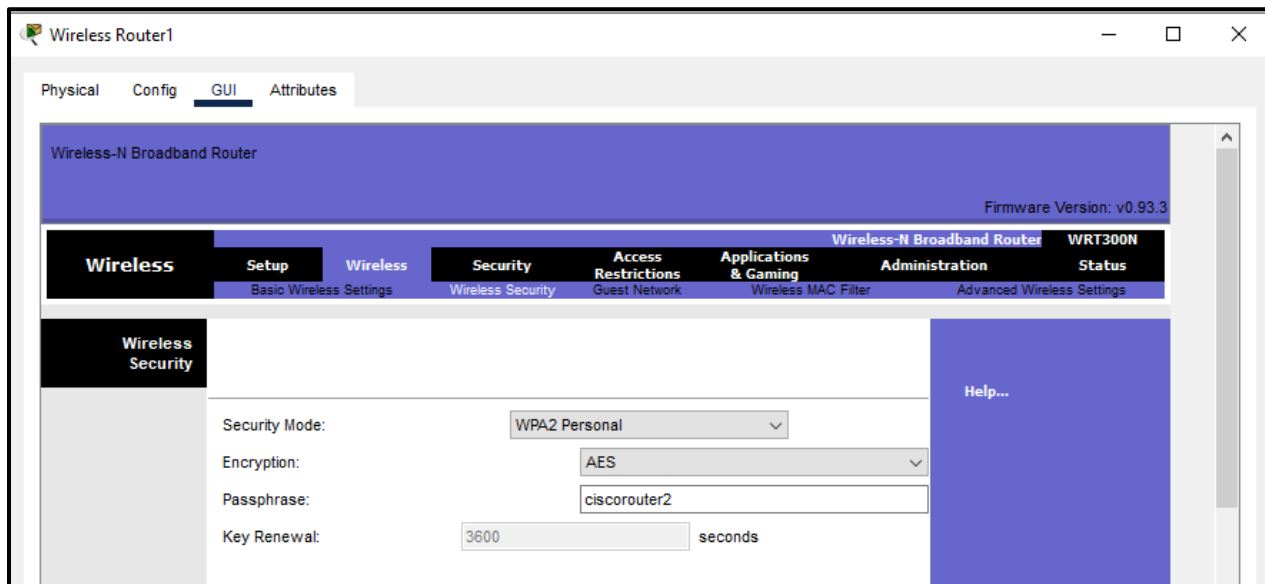 Wireless Router1
Physical Config GUI Attributes
Wireless-N Broadband Router
Firmware Version: v0.93.3
Wireless-N Broadband Router WRT300N
Wireless
Setup Wireless Security Access Restrictions Applications & Gaming Administration Status
Basic Wireless Settings Wireless Security Guest Network Wireless MAC Filter Advanced Wireless Settings
Wireless
Security
Help...
Security Mode: WPA2 Personal
Encryption: AES
Passphrase: ciscorouter2
Key Renewal: 3600 seconds